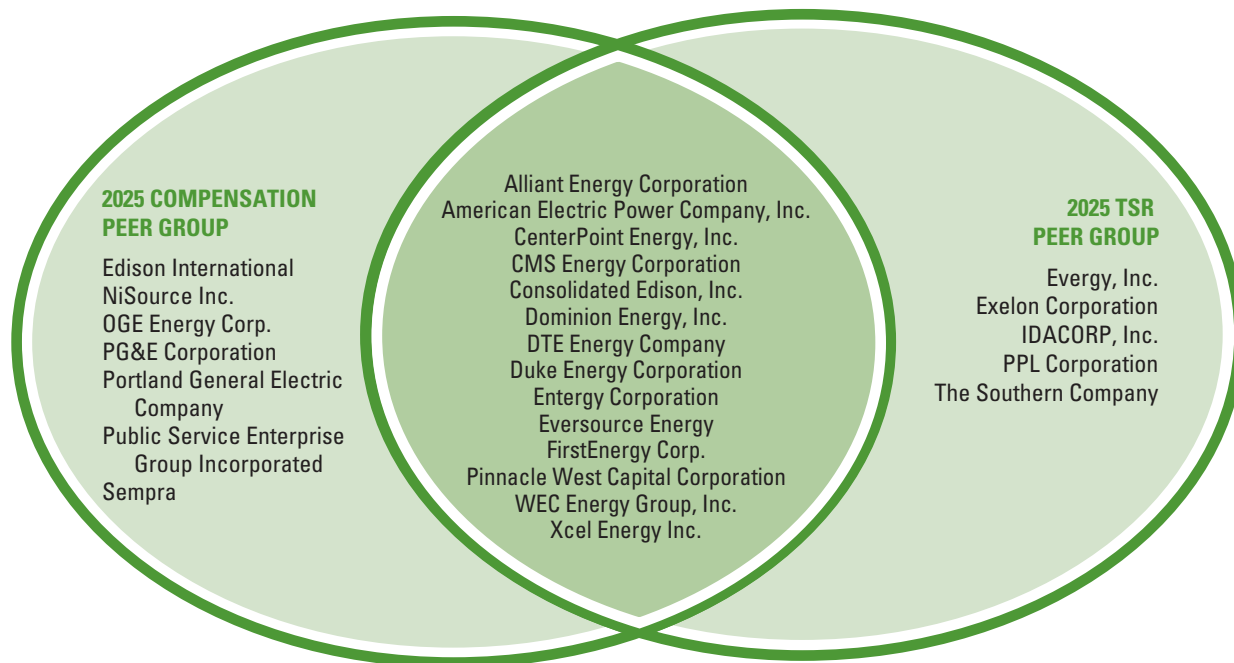 2025 COMPENSATION
PEER GROUP
Edison International
NiSource Inc.
OGE Energy Corp.
PG&E Corporation
Portland General Electric
Company
Public Service Enterprise
Group Incorporated
Sempra
Alliant Energy Corporation
American Electric Power Company, Inc.
CenterPoint Energy, Inc.
CMS Energy Corporation
Consolidated Edison, Inc.
Dominion Energy, Inc.
DTE Energy Company
Duke Energy Corporation
Entergy Corporation
Eversource Energy
FirstEnergy Corp.
Pinnacle West Capital Corporation
WEC Energy Group, Inc.
Xcel Energy Inc.
2025 TSR
PEER GROUP
Evergy, Inc.
Exelon Corporation
IDACORP, Inc.
PPL Corporation
The Southern Company